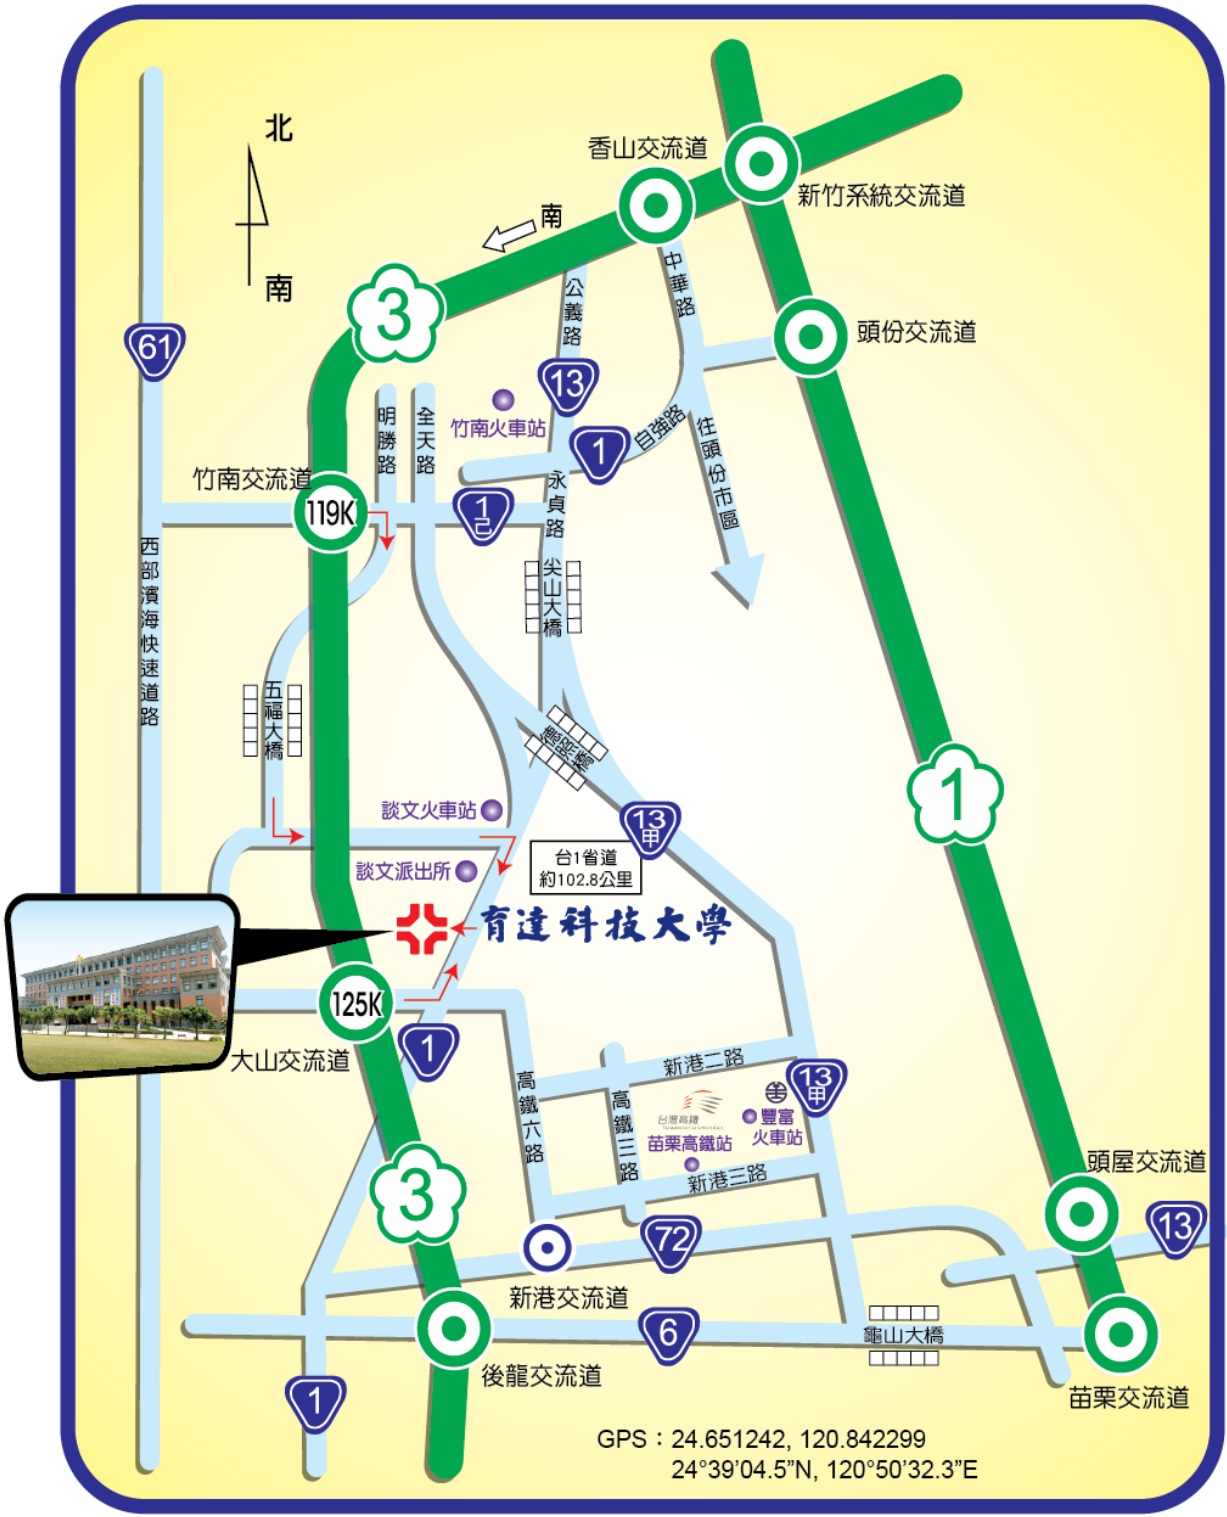 北
南
香山交流道
新竹系統交流道
南
中華路
公義路
3
61
頭份交流道
13
竹南火車站
明勝路
全天路
自強路
往頭份市區
1
竹南交流道
119K
1
己
永貞路
西部濱海快速道路
尖山大橋
五福大橋
德照橋
1
談文火車站
13
甲
台1省道
約102.8公里
談文派出所
育達科技大學
125K
大山交流道
1
新港二路
13
甲
高鐵六路
高鐵三路
台灣高鐵
豐富
火車站
苗栗高鐵站
新港三路
3
頭屋交流道
13
72
新港交流道
6
龜山大橋
後龍交流道
苗栗交流道
1
GPS：24.651242, 120.842299
24°39’04.5”N, 120°50’32.3”E